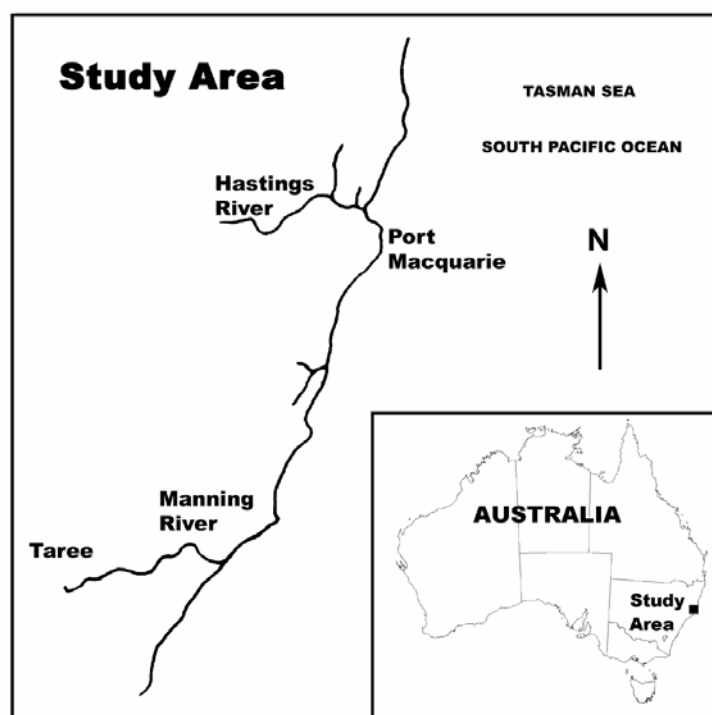 Study Area
TASMAN SEA
SOUTH PACIFIC OCEAN
Hastings
River
Port
Macquarie
N
Manning
River
Taree
AUSTRALIA
Study
Area